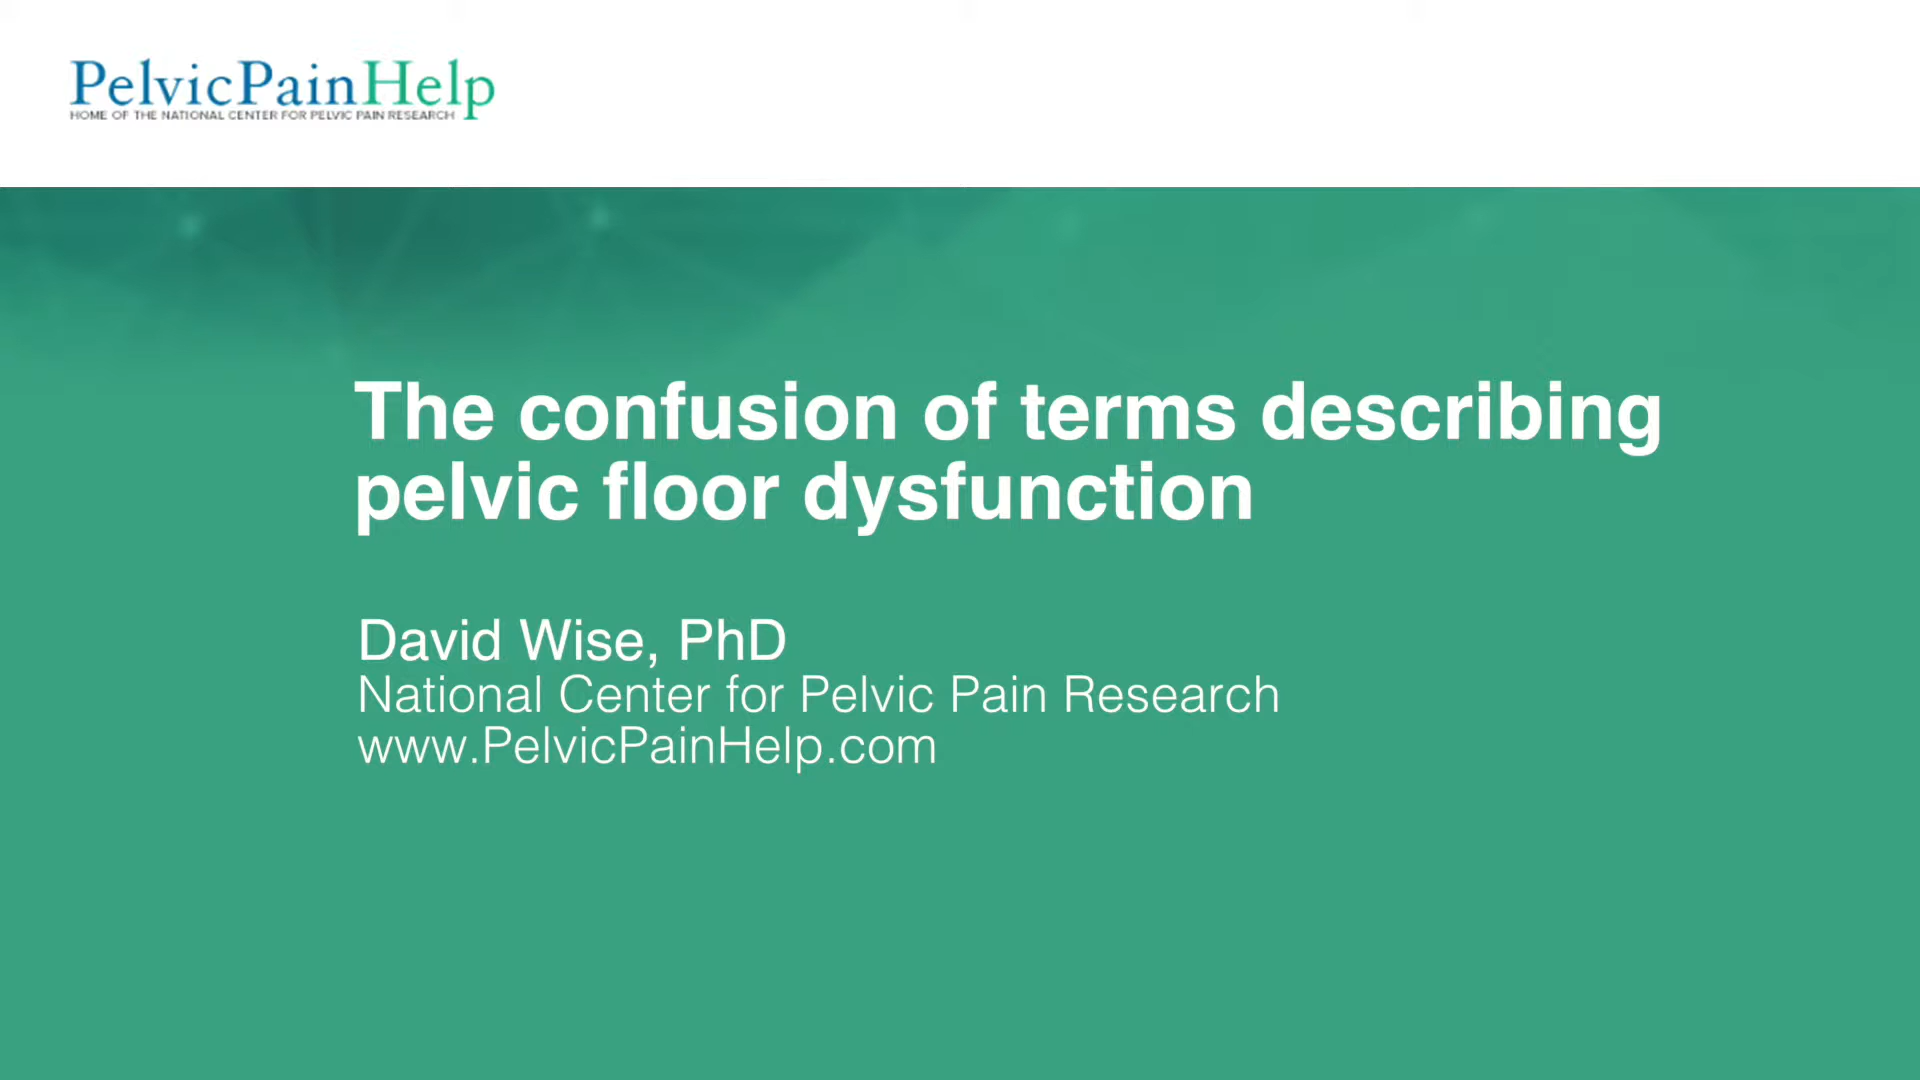 PelvicPainHelp
HOME OF THE NATIONAL CENTER FOR PELVIC PAIN RESEARCH
The confusion of terms describing
pelvic floor dysfunction
David Wise, PhD
National Center for Pelvic Pain Research
www.PelvicPainHelp.com